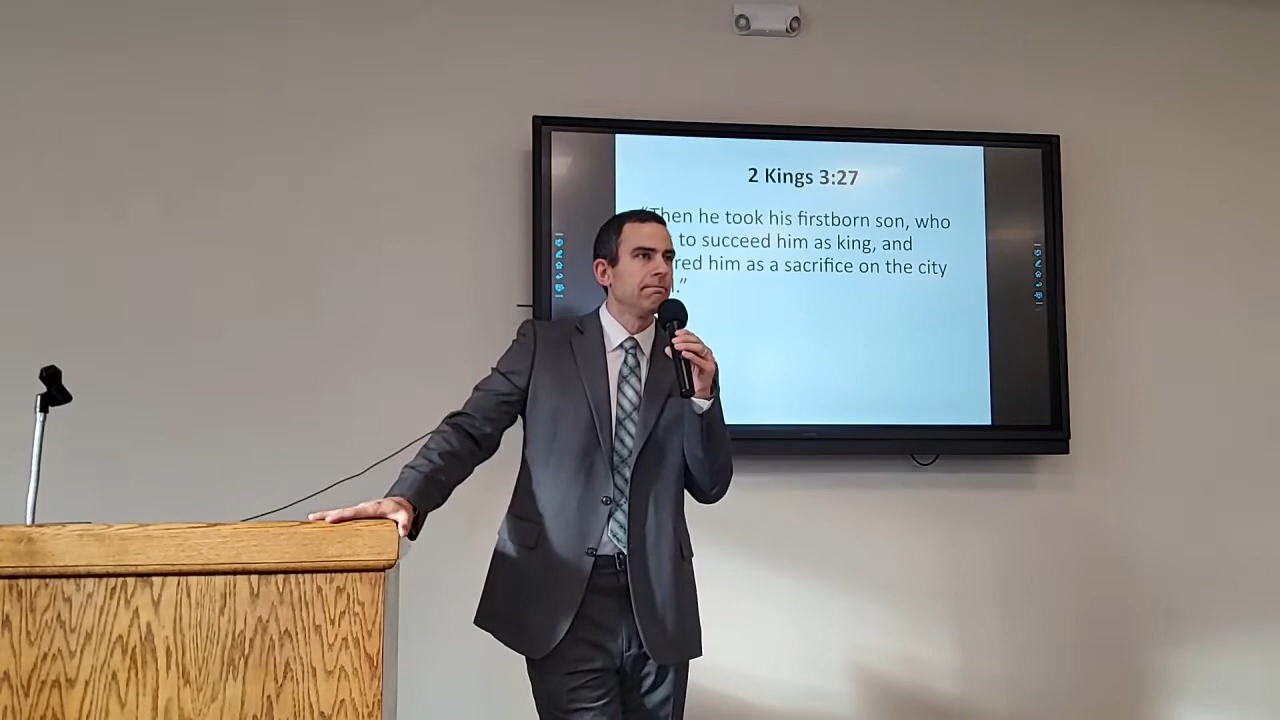 2 Kings 3:27
"Then he took his firstborn son, who
to succeed him as king, and
red him as a sacrifice on the city
."